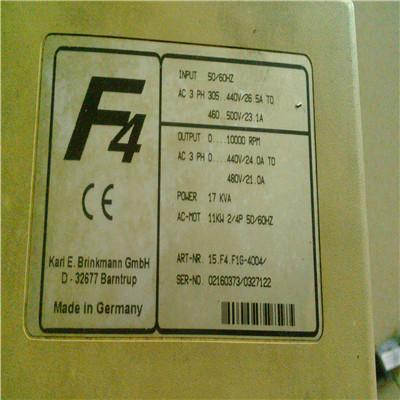 F4
CE
Karl E. Brinkmann GmbH
D - 32677 Barntrup
Made in Germany
INPUT 50/60HZ
AC 3 PH 305..440V/26.5A TO
460..500V/23.1A
OUTPUT 0....10000 RPM
AC 3 PH 0...440V/24.0A TO
480V/21.0A
POWER 17 KVA
AC-MOT 11KW 2/4P 50/60HZ
ART-NR. 15.F4.F1G-4004/
SER-NO. 02160373/0327122